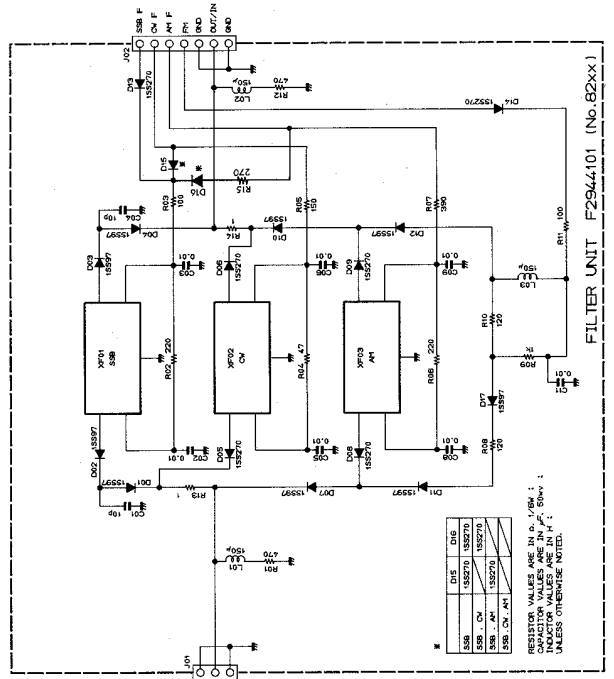 FILTER UNIT F2944101 (No.82xx)
J02
SSB F
CW F
AM F
FM
GND
OUT/IN
GND
D13
1SS270
L02
150μ
R12
470
D14
1SS270
D15
※
D16
※
R15
270
R03
100
R05
150
R07
390
R11 100
C04
10p
D04
1SS97
R14
1
D10
1SS97
D12
1SS97
D03
1SS97
C03
0.01
D06
1SS270
C06
0.01
D09
1SS270
C09
0.01
L03
150μ
XF01
SSB
R02 220
XF02
CW
R04 47
XF03
AM
R06 220
R10
120
R09
1k
C11
0.01
D17
1SS97
R08
120
D02
1SS97
C02
0.01
D05
1SS270
C05
0.01
D08
1SS270
C08
0.01
C01
10p
D01
1SS97
R13
1
D07
1SS97
D11
1SS97
L01
150μ
R01
470
J01
※
D15 D16
SSB 1SS270 1SS270
SSB . CW 1SS270
SSB . AM 1SS270
SSB.CW.AM
RESISTOR VALUES ARE IN Ω, 1/6W ;
CAPACITOR VALUES ARE IN μF, 50wv ;
INDUCTOR VALUES ARE IN H ;
UNLESS OTHERWISE NOTED.